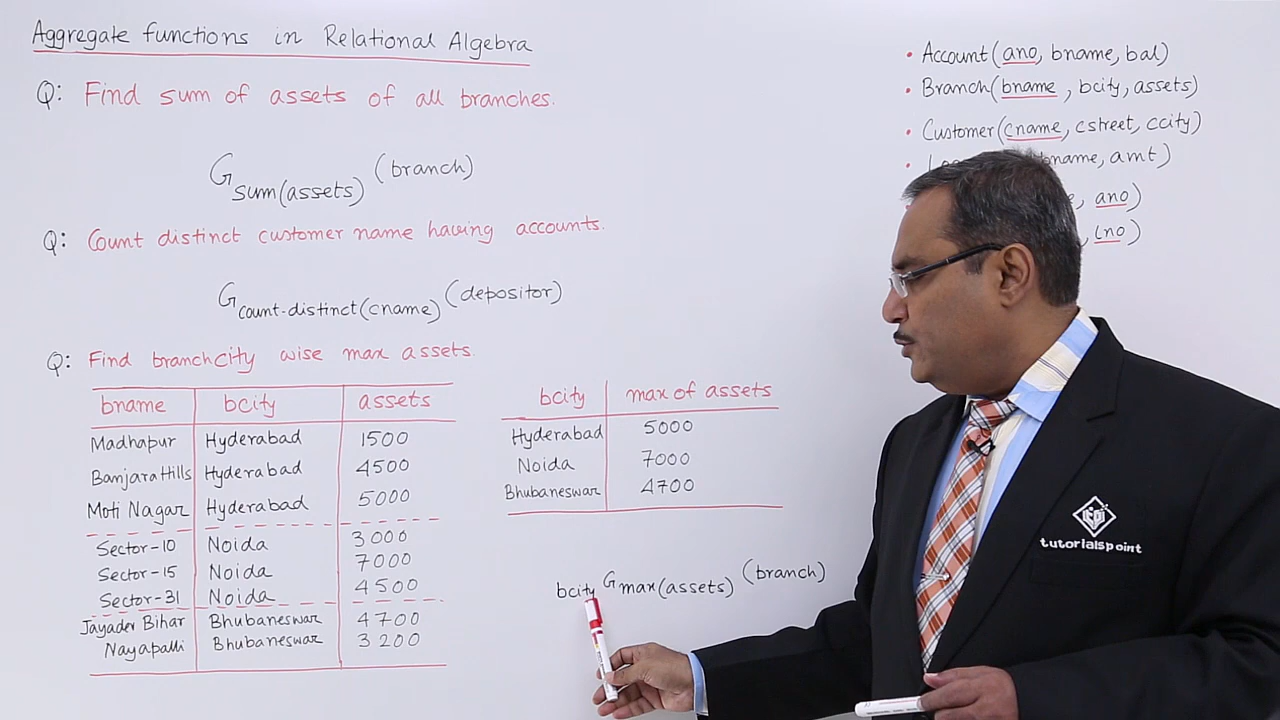 Aggregate functions in Relational Algebra
Q: Find sum of assets of all branches.
G sum(assets) (branch)
Q: Count distinct customer name having accounts.
G count-distinct(cname) (depositor)
Q: Find branchcity wise max assets.
bname bcity assets
Madhapur Hyderabad 1500
Banjara Hills Hyderabad 4500
Moti Nagar Hyderabad 5000
Sector-10 Noida 3000
Sector-15 Noida 7000
Sector-31 Noida 4500
Jayadev Bihar Bhubaneswar 4700
Nayapalli Bhubaneswar 3200
bcity max of assets
Hyderabad 5000
Noida 7000
Bhubaneswar 4700
bcity G max(assets) (branch)
• Account(ano, bname, bal)
• Branch(bname, bcity, assets)
• Customer(cname, cstreet, ccity)
• bname, amt)
, ano)
, lno)
tutorialspoint